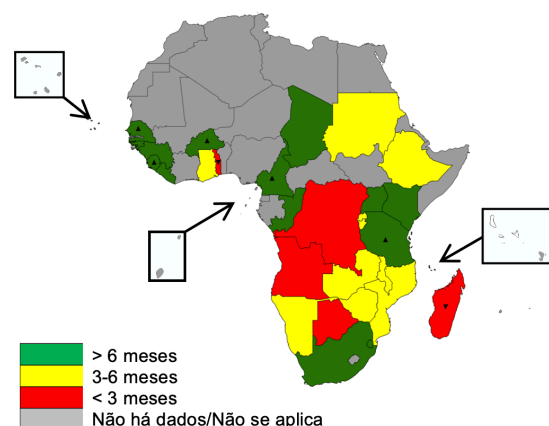 > 6 meses
3-6 meses
< 3 meses
Não há dados/Não se aplica